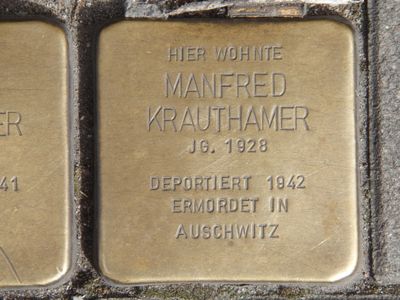 HIER WOHNTE
MANFRED
KRAUTHAMER
JG. 1928
DEPORTIERT 1942
ERMORDET IN
AUSCHWITZ